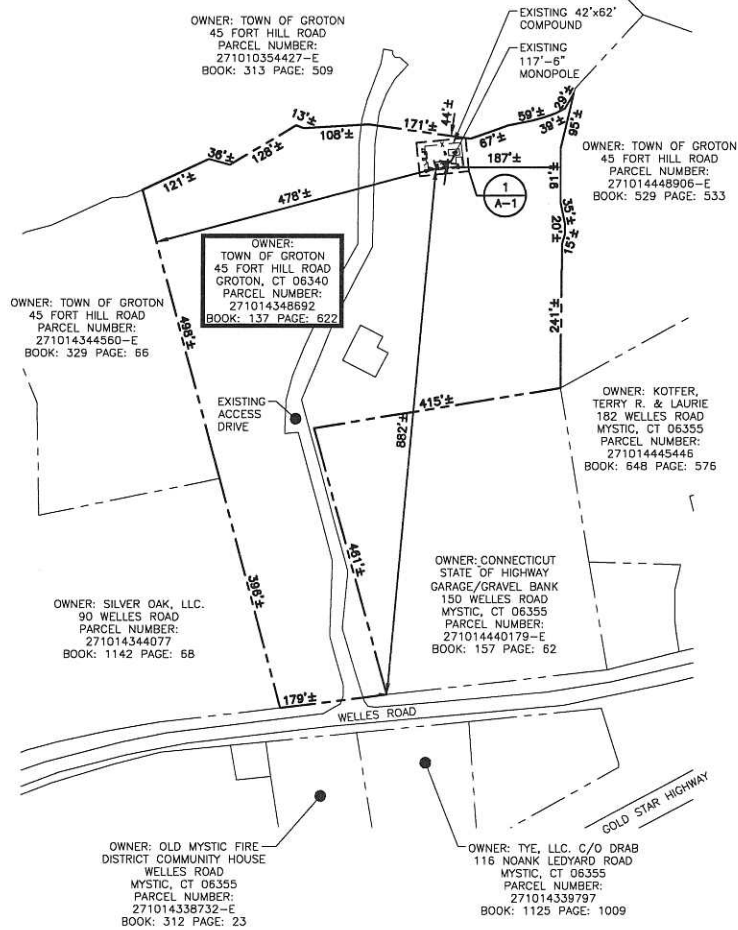 OWNER: TOWN OF GROTON
45 FORT HILL ROAD
PARCEL NUMBER:
271010354427-E
BOOK: 313 PAGE: 509
EXISTING 42'x62'
COMPOUND
EXISTING
117'-6"
MONOPOLE
13'±
108'±
171'±
44'±
59'±
29'±
39'±
67'±
95'±
36'±
128'±
121'±
187'±
91'±
478'±
1
A-1
35'±
20'±
15'±
OWNER: TOWN OF GROTON
45 FORT HILL ROAD
PARCEL NUMBER:
271014448906-E
BOOK: 529 PAGE: 533
OWNER:
TOWN OF GROTON
45 FORT HILL ROAD
GROTON, CT 06340
PARCEL NUMBER:
271014348692
BOOK: 137 PAGE: 622
OWNER: TOWN OF GROTON
45 FORT HILL ROAD
PARCEL NUMBER:
271014344560-E
BOOK: 329 PAGE: 66
498'±
241'±
EXISTING
ACCESS
DRIVE
415'±
882'±
OWNER: KOTFER,
TERRY R. & LAURIE
182 WELLES ROAD
MYSTIC, CT 06355
PARCEL NUMBER:
271014445446
BOOK: 648 PAGE: 576
461'±
396'±
OWNER: CONNECTICUT
STATE OF HIGHWAY
GARAGE/GRAVEL BANK
150 WELLES ROAD
MYSTIC, CT 06355
PARCEL NUMBER:
271014440179-E
BOOK: 157 PAGE: 62
OWNER: SILVER OAK, LLC.
90 WELLES ROAD
PARCEL NUMBER:
271014344077
BOOK: 1142 PAGE: 68
179'±
WELLES ROAD
GOLD STAR HIGHWAY
OWNER: OLD MYSTIC FIRE
DISTRICT COMMUNITY HOUSE
WELLES ROAD
MYSTIC, CT 06355
PARCEL NUMBER:
271014338732-E
BOOK: 312 PAGE: 23
OWNER: TYE, LLC. C/O DRAB
116 NOANK LEDYARD ROAD
MYSTIC, CT 06355
PARCEL NUMBER:
271014339797
BOOK: 1125 PAGE: 1009